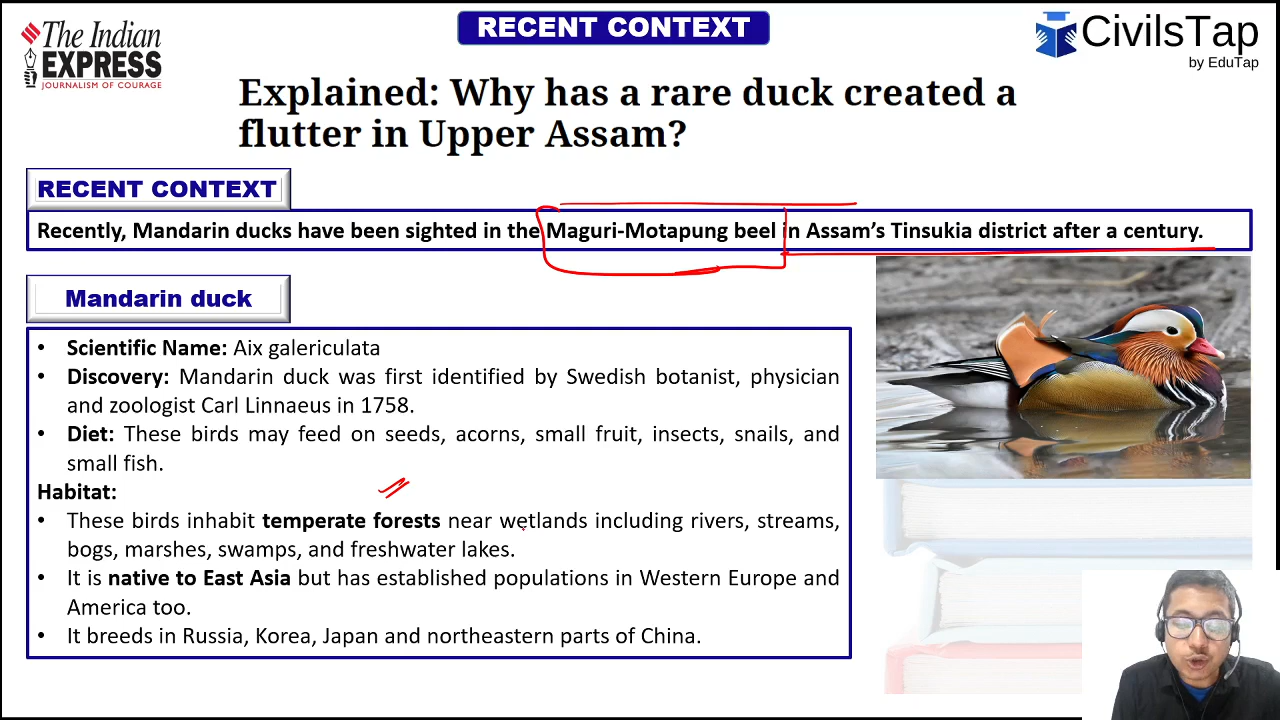 The Indian
EXPRESS
JOURNALISM OF COURAGE
RECENT CONTEXT
CivilsTap
by EduTap
Explained: Why has a rare duck created a
flutter in Upper Assam?
RECENT CONTEXT
Recently, Mandarin ducks have been sighted in the Maguri-Motapung beel in Assam’s Tinsukia district after a century.
Mandarin duck
• Scientific Name: Aix galericulata
• Discovery: Mandarin duck was first identified by Swedish botanist, physician
and zoologist Carl Linnaeus in 1758.
• Diet: These birds may feed on seeds, acorns, small fruit, insects, snails, and
small fish.
Habitat:
• These birds inhabit temperate forests near wetlands including rivers, streams,
bogs, marshes, swamps, and freshwater lakes.
• It is native to East Asia but has established populations in Western Europe and
America too.
• It breeds in Russia, Korea, Japan and northeastern parts of China.